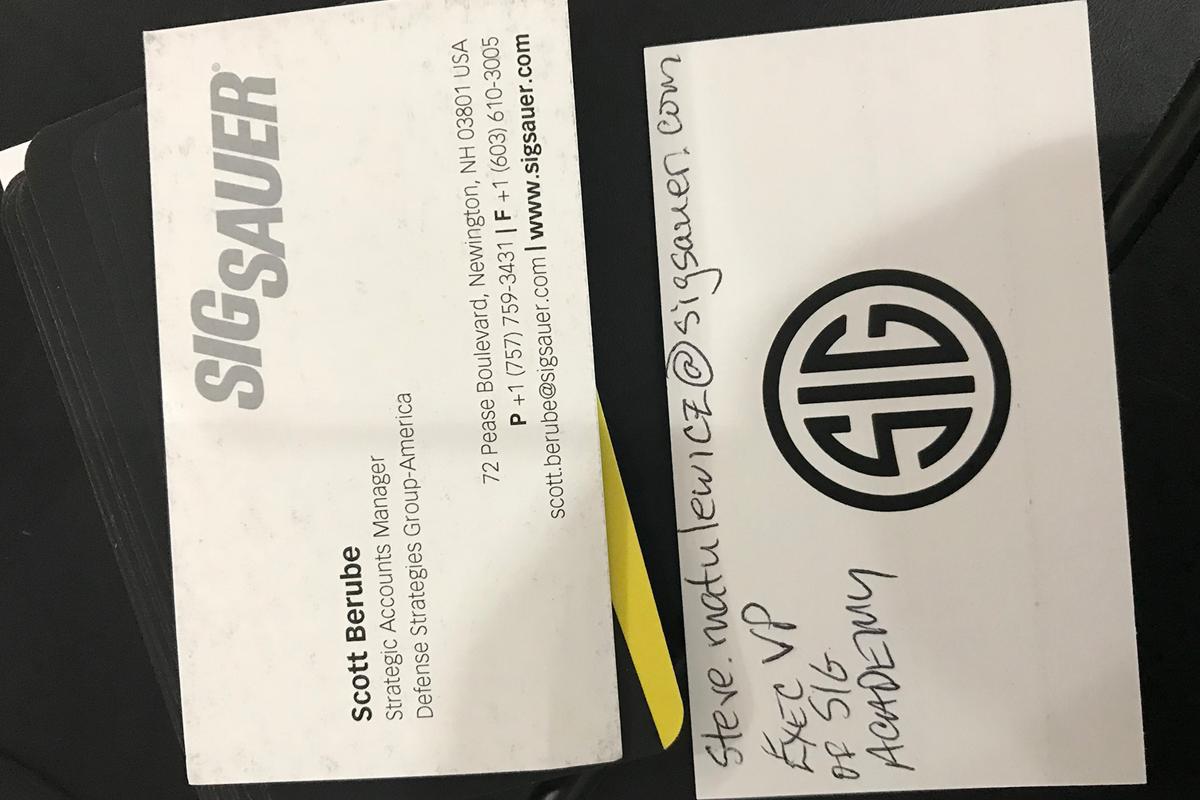 SIGSAUER®
Scott Berube
Strategic Accounts Manager
Defense Strategies Group-America
72 Pease Boulevard, Newington, NH 03801 USA
P +1 (757) 759-3431 | F +1 (603) 610-3005
scott.berube@sigsauer.com | www.sigsauer.com
steve.matulewicz@sigsauer.com
EXEC VP
OF SIG
ACADEMY
SIG